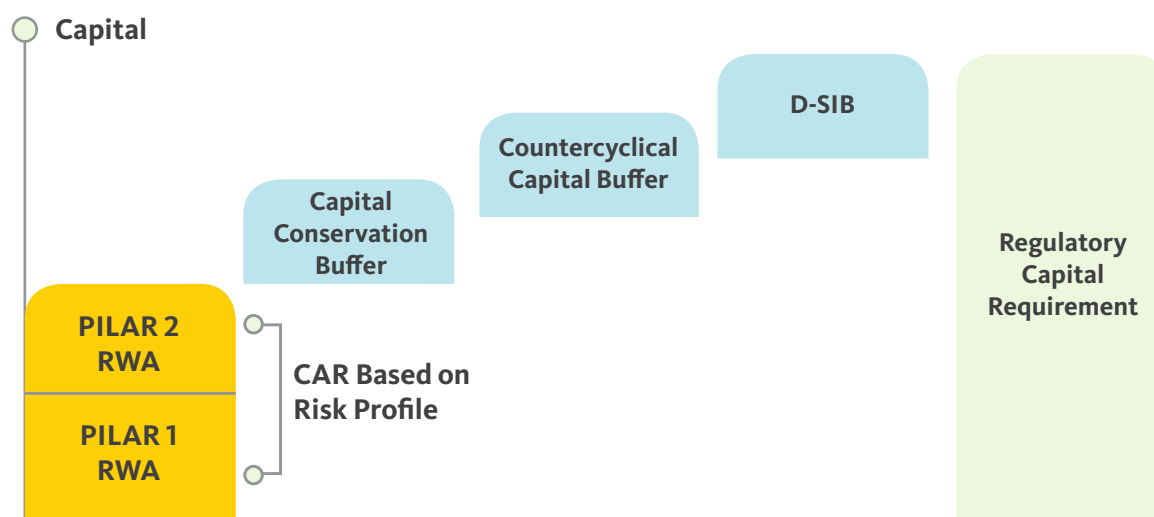 Capital
D-SIB
Countercyclical
Capital Buffer
Capital
Conservation
Buffer
Regulatory
Capital
Requirement
PILAR 2
RWA
CAR Based on
Risk Profile
PILAR 1
RWA